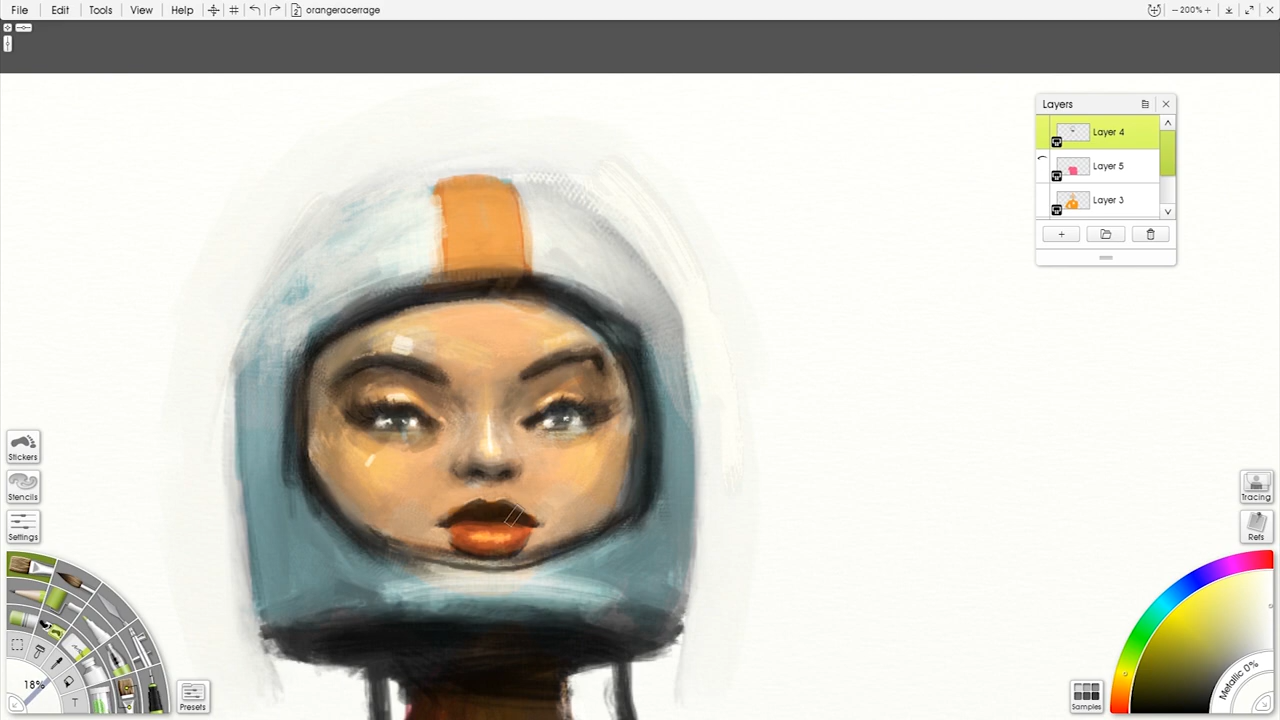 File Edit Tools View Help 2 orangeracerrage − 200% +
Layers
Layer 4
Layer 5
Layer 3
+
Stickers
Stencils
Settings
Tracing
Refs
18%
T
Presets
Samples
Metallic 0%